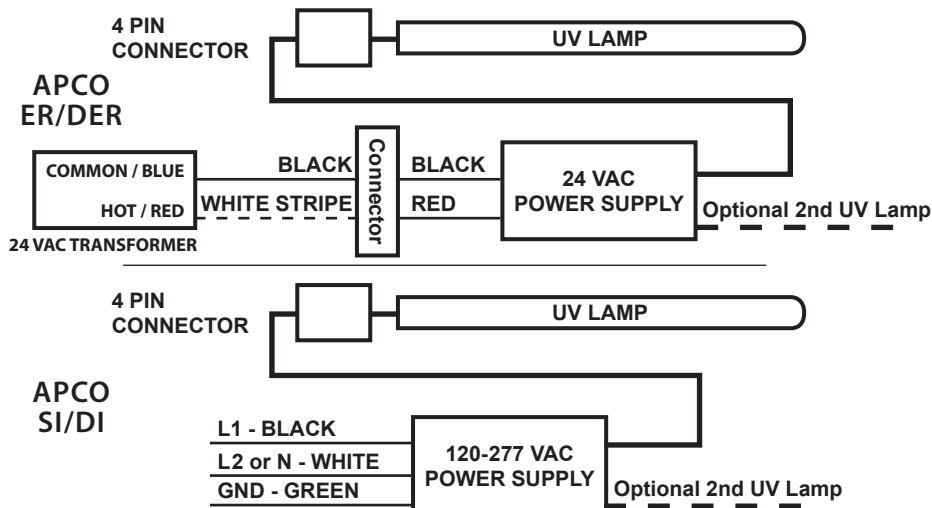 4 PIN
CONNECTOR
UV LAMP
APCO
ER/DER
COMMON / BLUE
HOT / RED
24 VAC TRANSFORMER
BLACK
WHITE STRIPE
Connector
BLACK
RED
24 VAC
POWER SUPPLY
Optional 2nd UV Lamp
4 PIN
CONNECTOR
UV LAMP
APCO
SI/DI
L1 - BLACK
L2 or N - WHITE
GND - GREEN
120-277 VAC
POWER SUPPLY
Optional 2nd UV Lamp